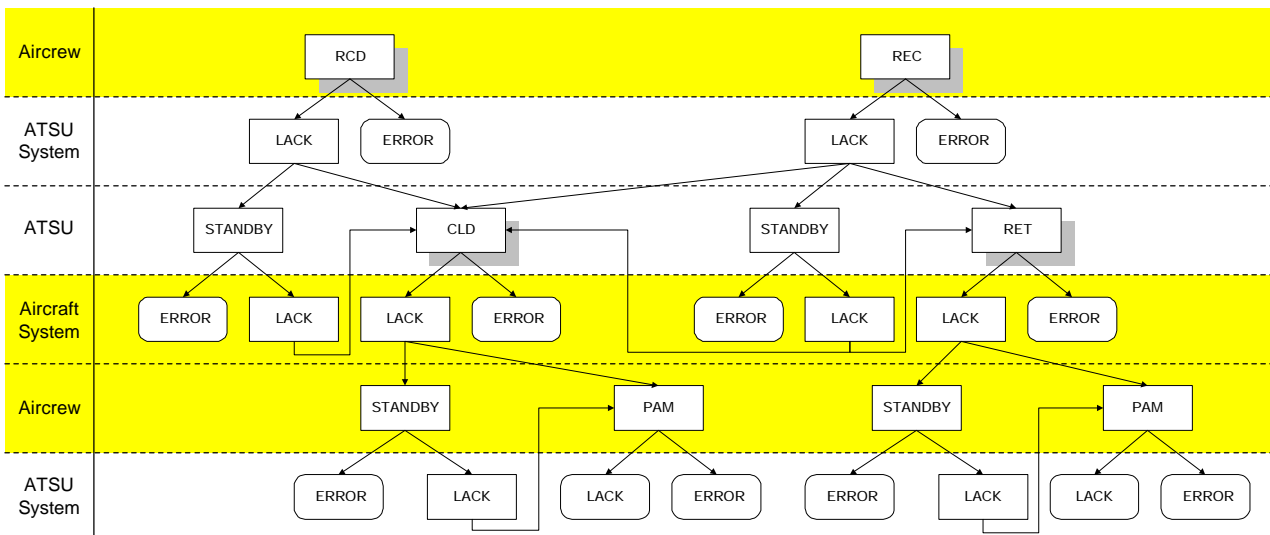 Aircrew
RCD
REC
ATSU
System
LACK
ERROR
LACK
ERROR
ATSU
STANDBY
CLD
STANDBY
RET
Aircraft
System
ERROR
LACK
LACK
ERROR
ERROR
LACK
LACK
ERROR
Aircrew
STANDBY
PAM
STANDBY
PAM
ATSU
System
ERROR
LACK
LACK
ERROR
ERROR
LACK
LACK
ERROR